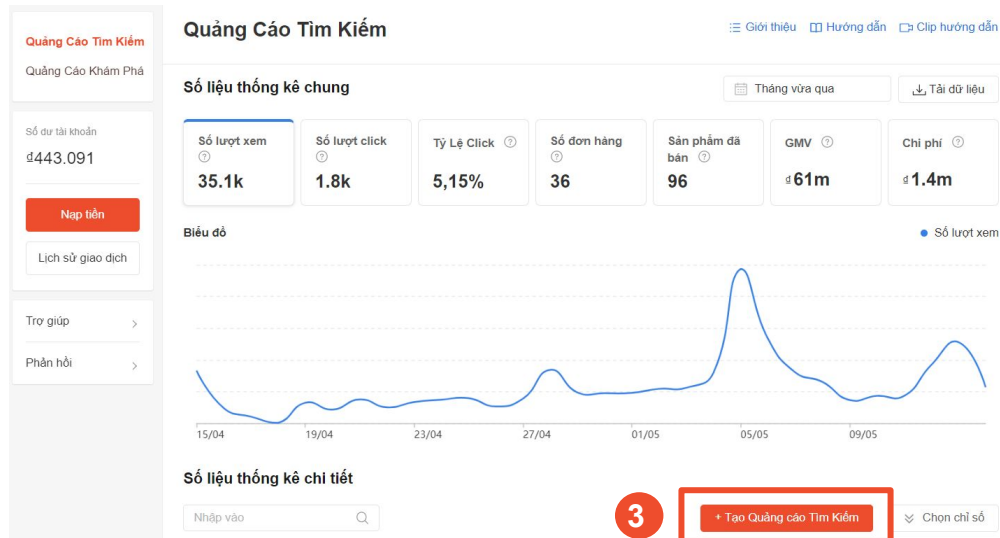 Quảng Cáo Tìm Kiếm
Quảng Cáo Khám Phá
Số dư tài khoản
₫443.091
Nạp tiền
Lịch sử giao dịch
Trợ giúp
Phản hồi
Quảng Cáo Tìm Kiếm
Giới thiệu Hướng dẫn Clip hướng dẫn
Số liệu thống kê chung
Tháng vừa qua
Tải dữ liệu
Số lượt xem
35.1k
Số lượt click
1.8k
Tỷ Lệ Click
5,15%
Số đơn hàng
36
Sản phẩm đã
bán
96
GMV
₫61m
Chi phí
₫1.4m
Biểu đồ
Số lượt xem
15/04 19/04 23/04 27/04 01/05 05/05 09/05
Số liệu thống kê chi tiết
Nhập vào
3
+ Tạo Quảng cáo Tìm Kiếm
Chọn chỉ số